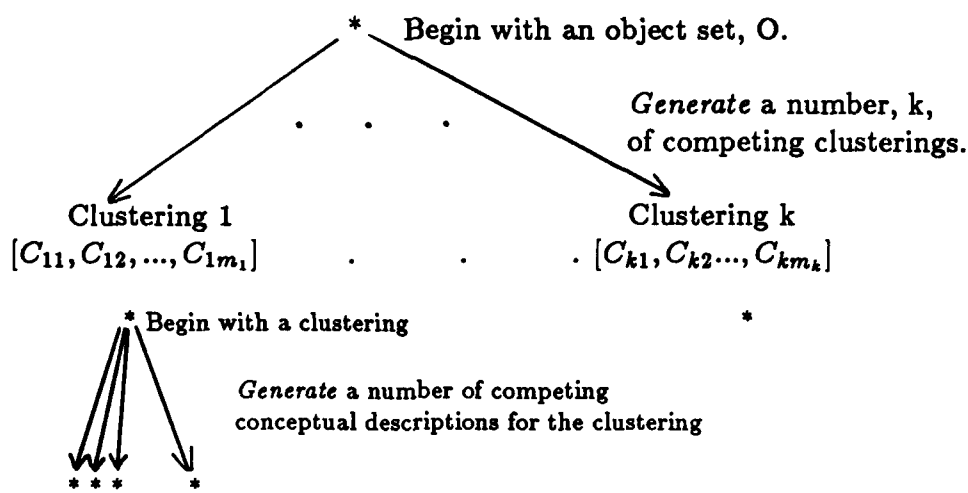 * Begin with an object set, O.
Generate a number, k,
of competing clusterings.
. . .
Clustering 1 Clustering k
[C₁₁, C₁₂, ..., C₁ₘ₁] . . . [Cₖ₁, Cₖ₂..., Cₖₘₖ]
* Begin with a clustering *
Generate a number of competing
conceptual descriptions for the clustering
* * * *